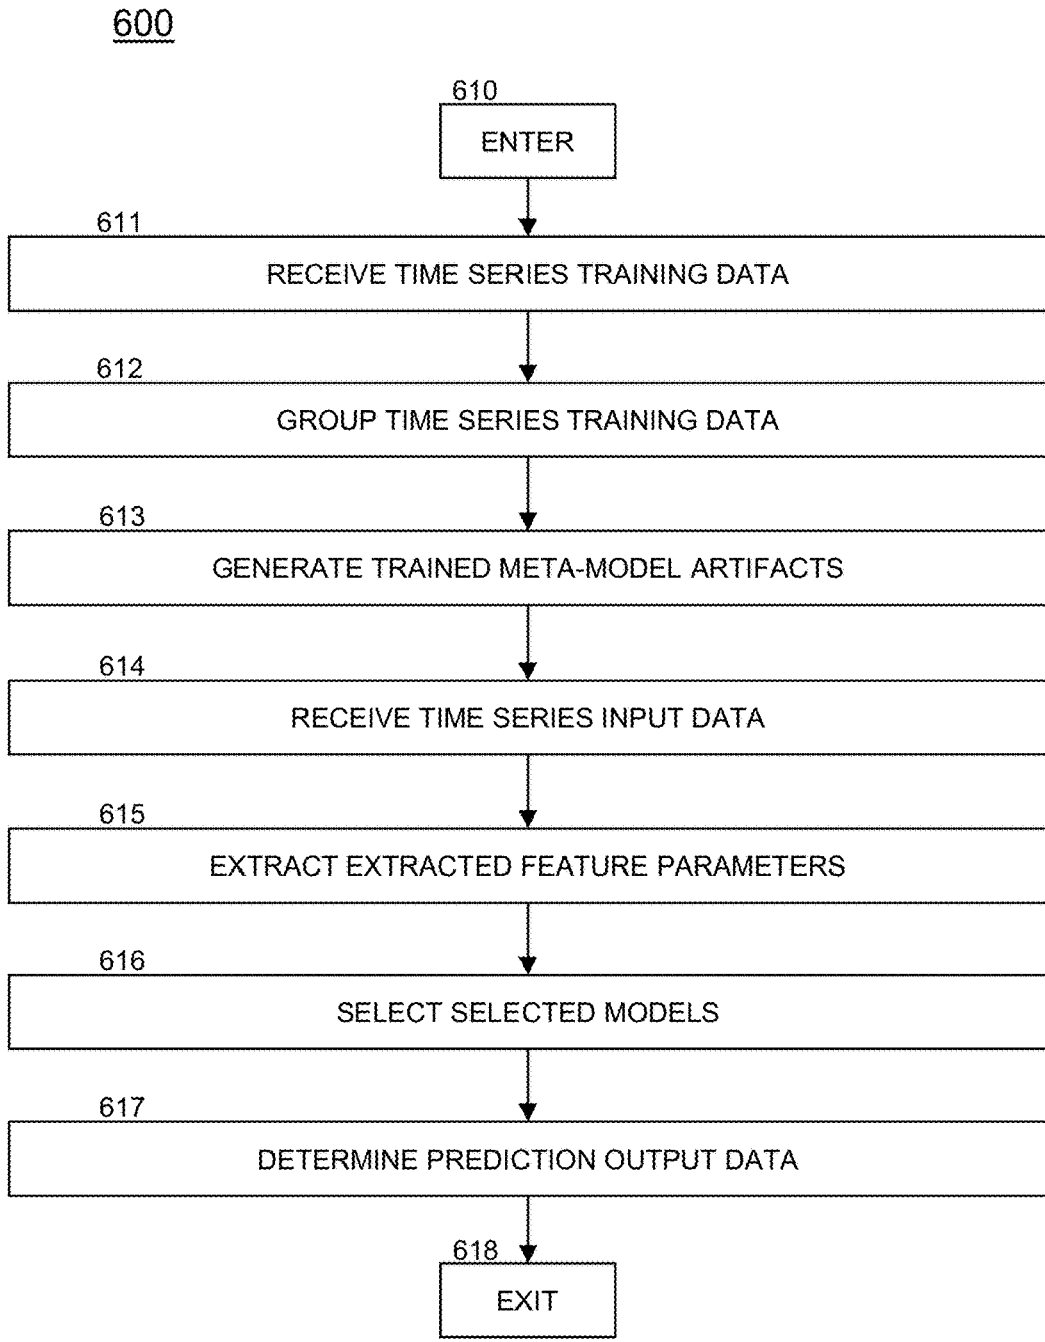 600
610
ENTER
611
RECEIVE TIME SERIES TRAINING DATA
612
GROUP TIME SERIES TRAINING DATA
613
GENERATE TRAINED META-MODEL ARTIFACTS
614
RECEIVE TIME SERIES INPUT DATA
615
EXTRACT EXTRACTED FEATURE PARAMETERS
616
SELECT SELECTED MODELS
617
DETERMINE PREDICTION OUTPUT DATA
618
EXIT